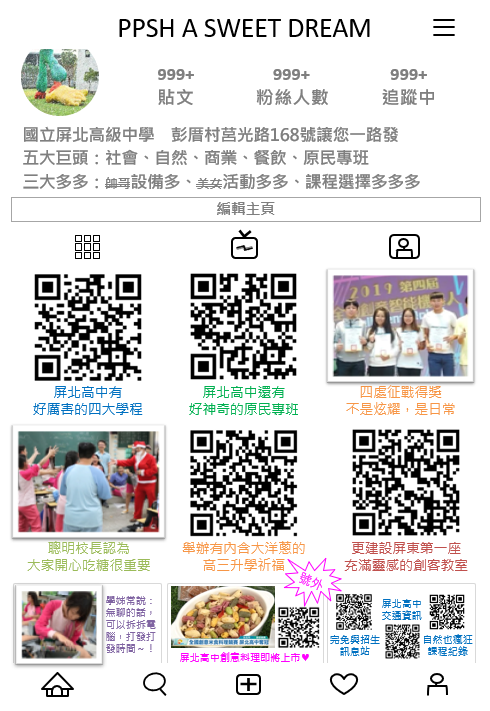 PPSH A SWEET DREAM
999+ 999+ 999+
貼文 粉絲人數 追蹤中
國立屏北高級中學 彭厝村莒光路168號讓您一路發
五大巨頭：社會、自然、商業、餐飲、原民專班
三大多多：帥哥設備多、美女活動多多、課程選擇多多多
編輯主頁
2019 第四屆
屏北高中有
好厲害的四大學程
屏北高中還有
好神奇的原民專班
四處征戰得獎
不是炫耀，是日常
聰明校長認為
大家開心吃糖很重要
舉辦有內含大洋蔥的
高三升學祈福
更建設屏東第一座
充滿靈感的創客教室
學姊常說：
無聊的話，
可以拆拆電
腦，打發打
發時間～！
號外
屏北高中創意料理即將上市♥
屏北高中
交通資訊
完免與招生
訊息站
自然也瘋狂
課程紀錄